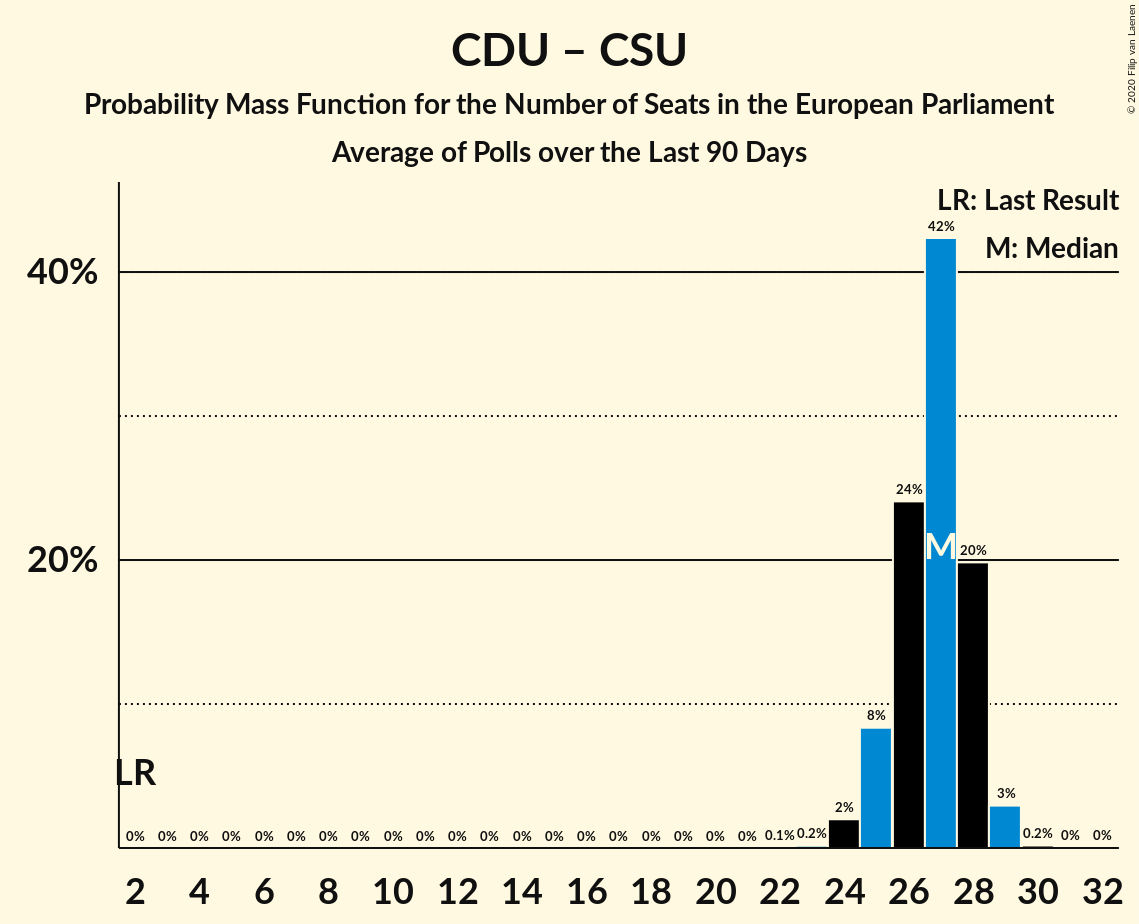 © 2020 Filip van Laenen
CDU – CSU
Probability Mass Function for the Number of Seats in the European Parliament
Average of Polls over the Last 90 Days
LR: Last Result
M: Median
42%
40%
24%
20%
M
20%
8%
LR
3%
2%
0% 0% 0% 0% 0% 0% 0% 0% 0% 0% 0% 0% 0% 0% 0% 0% 0% 0% 0% 0% 0.1% 0.2% 0.2% 0% 0%
2 4 6 8 10 12 14 16 18 20 22 24 26 28 30 32